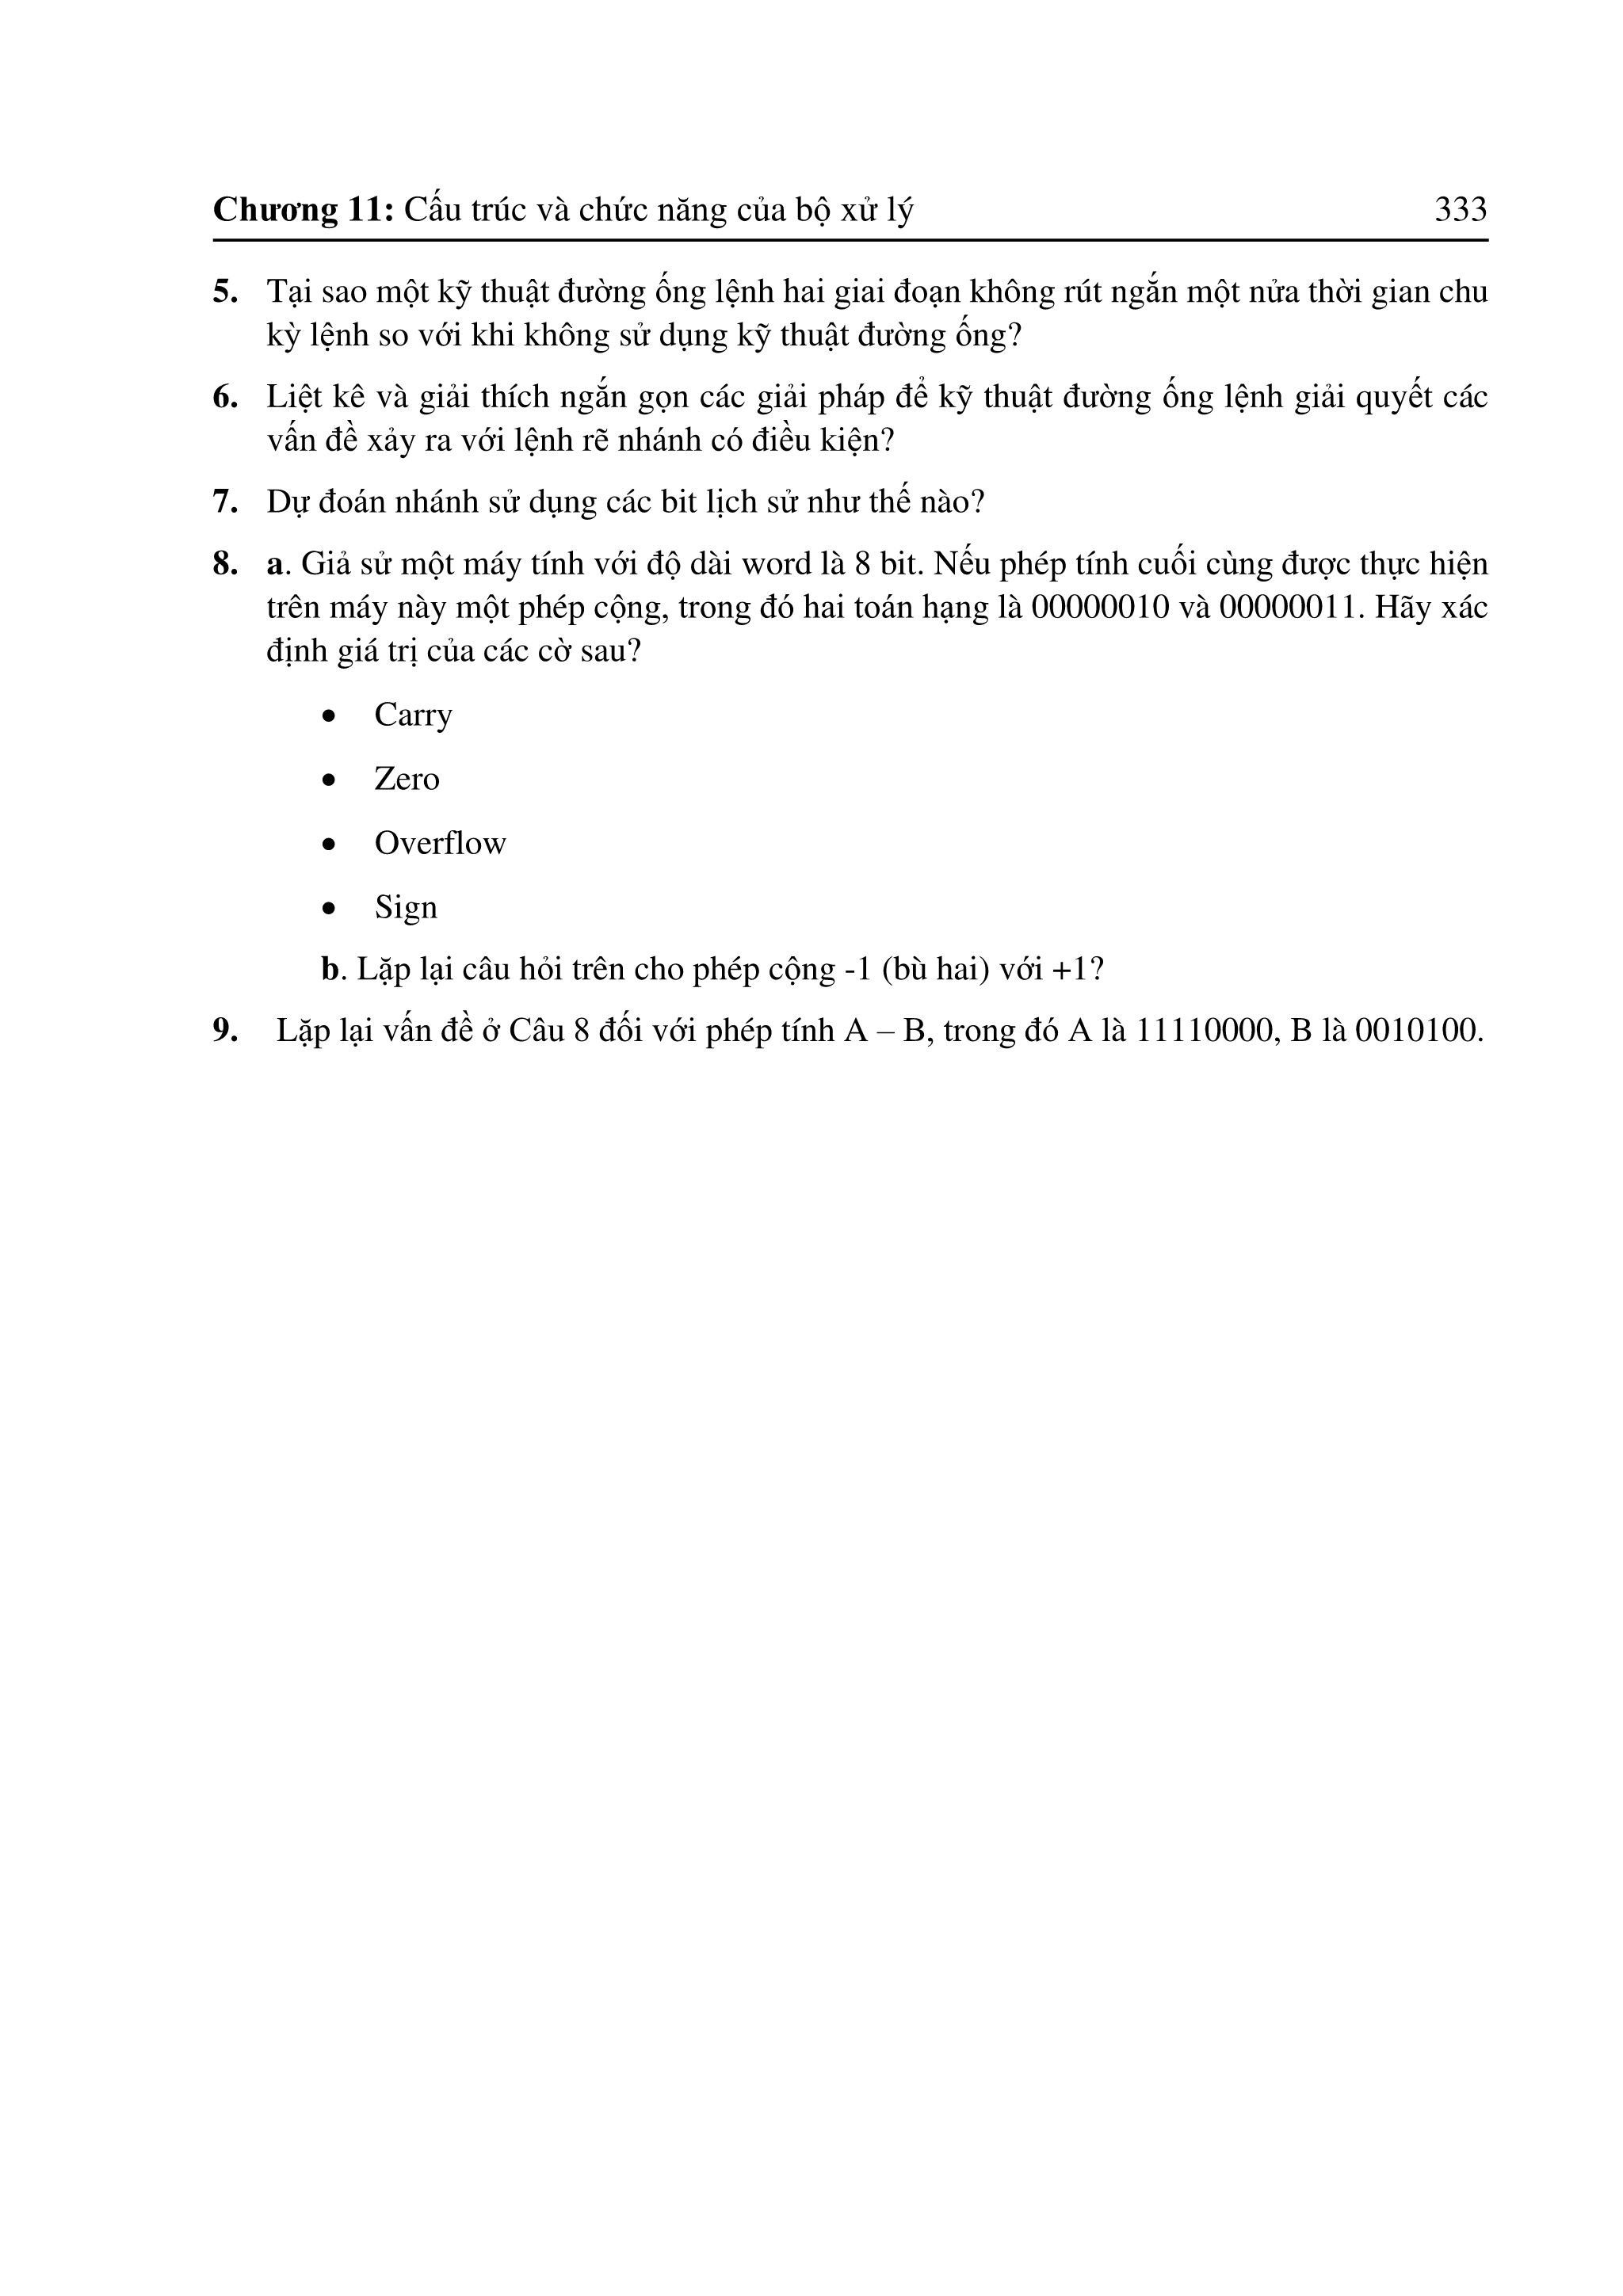 Chương 11: Cấu trúc và chức năng của bộ xử lý 333
5. Tại sao một kỹ thuật đường ống lệnh hai giai đoạn không rút ngắn một nửa thời gian chu
kỳ lệnh so với khi không sử dụng kỹ thuật đường ống?
6. Liệt kê và giải thích ngắn gọn các giải pháp để kỹ thuật đường ống lệnh giải quyết các
vấn đề xảy ra với lệnh rẽ nhánh có điều kiện?
7. Dự đoán nhánh sử dụng các bit lịch sử như thế nào?
8. a. Giả sử một máy tính với độ dài word là 8 bit. Nếu phép tính cuối cùng được thực hiện
trên máy này một phép cộng, trong đó hai toán hạng là 00000010 và 00000011. Hãy xác
định giá trị của các cờ sau?
• Carry
• Zero
• Overflow
• Sign
b. Lặp lại câu hỏi trên cho phép cộng -1 (bù hai) với +1?
9. Lặp lại vấn đề ở Câu 8 đối với phép tính A – B, trong đó A là 11110000, B là 0010100.